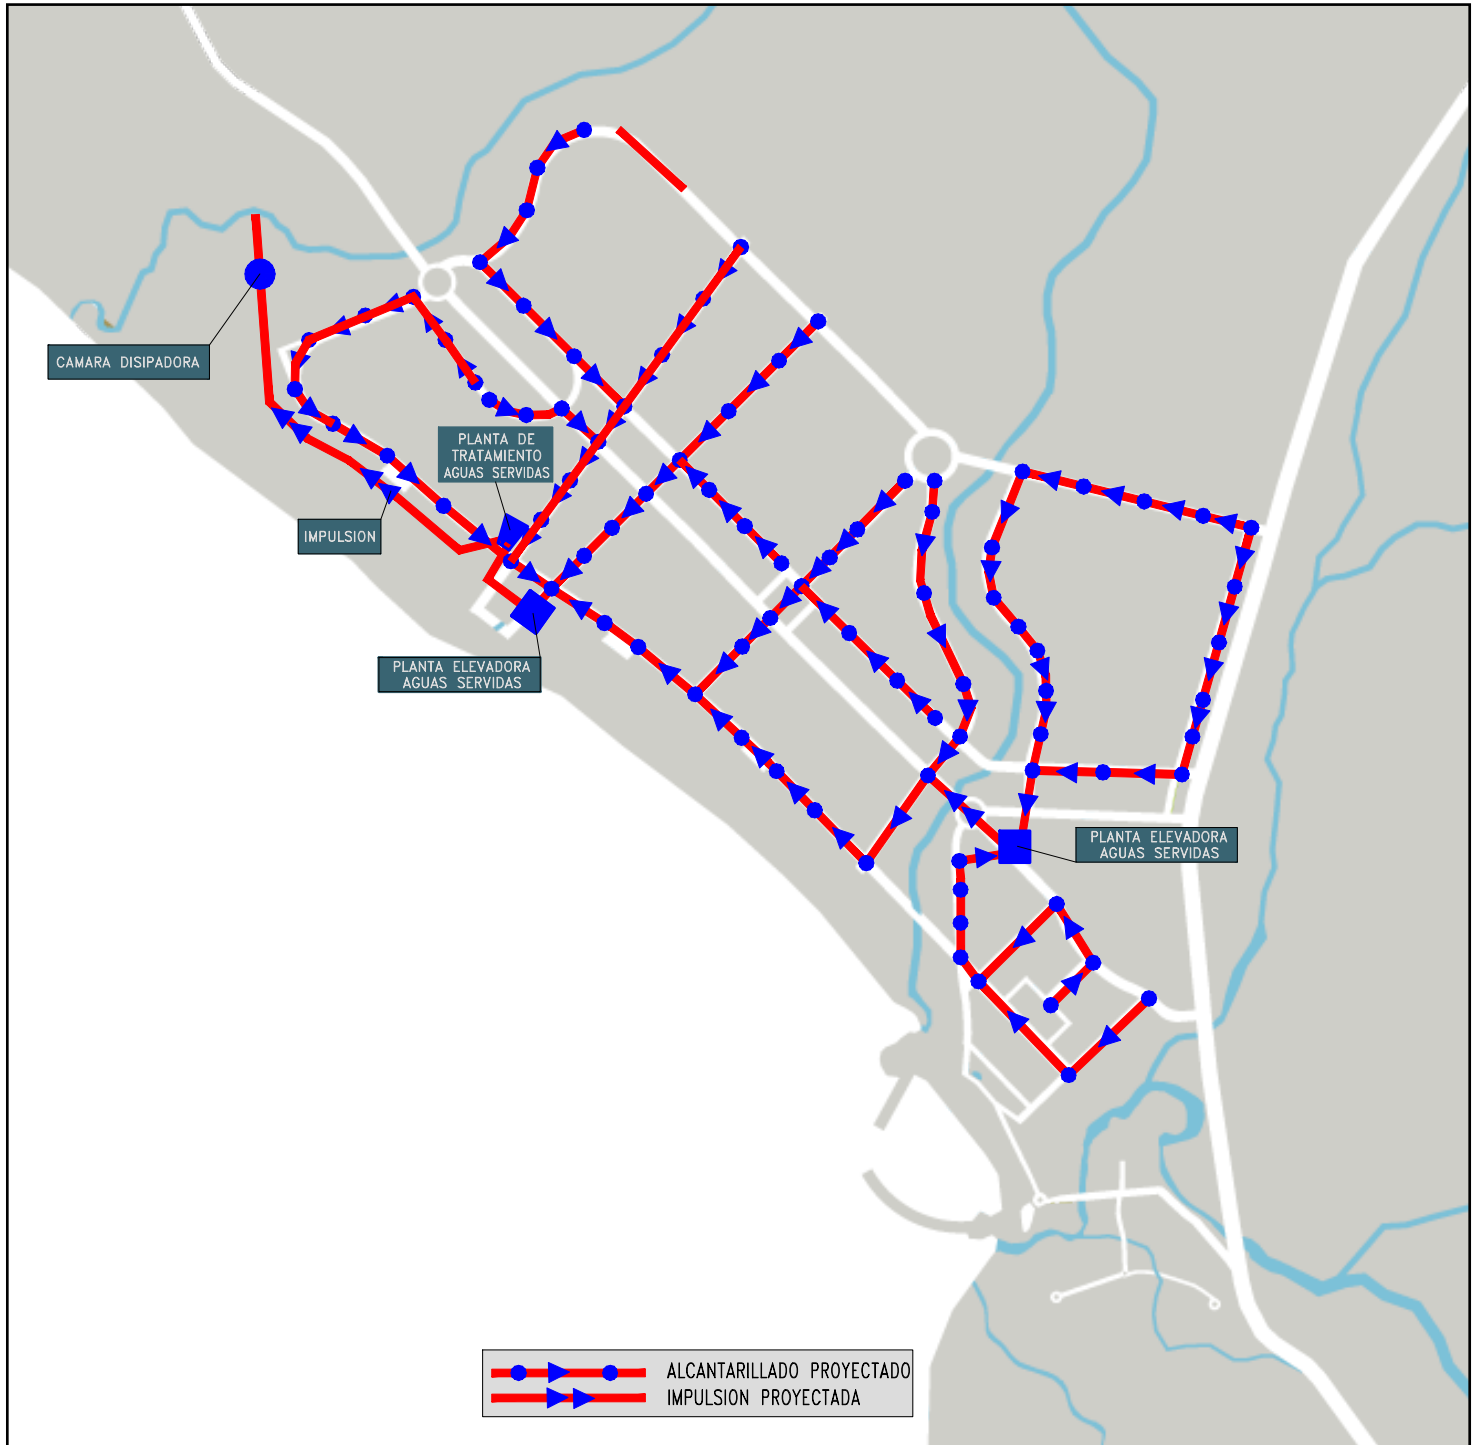 CAMARA DISIPADORA
PLANTA DE
TRATAMIENTO
AGUAS SERVIDAS
IMPULSION
PLANTA ELEVADORA
AGUAS SERVIDAS
PLANTA ELEVADORA
AGUAS SERVIDAS
ALCANTARILLADO PROYECTADO
IMPULSION PROYECTADA